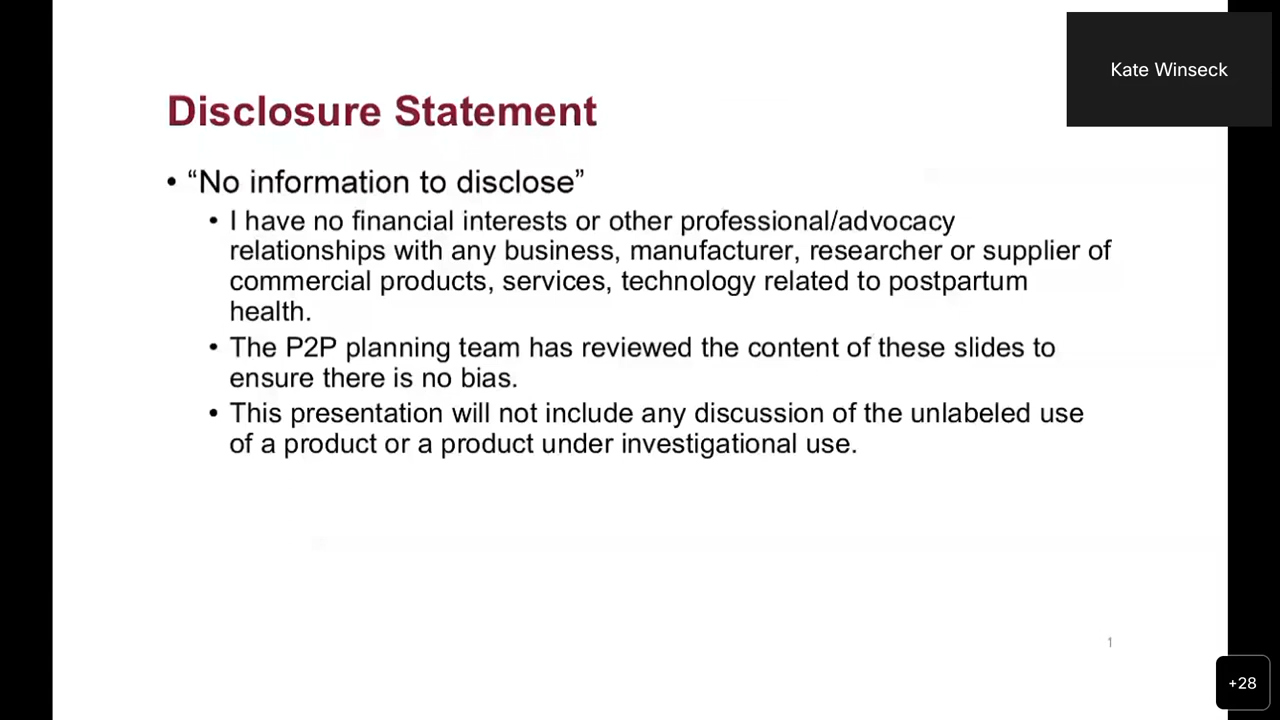 Kate Winseck
Disclosure Statement
• “No information to disclose”
• I have no financial interests or other professional/advocacy
relationships with any business, manufacturer, researcher or supplier of
commercial products, services, technology related to postpartum
health.
• The P2P planning team has reviewed the content of these slides to
ensure there is no bias.
• This presentation will not include any discussion of the unlabeled use
of a product or a product under investigational use.
1
+28